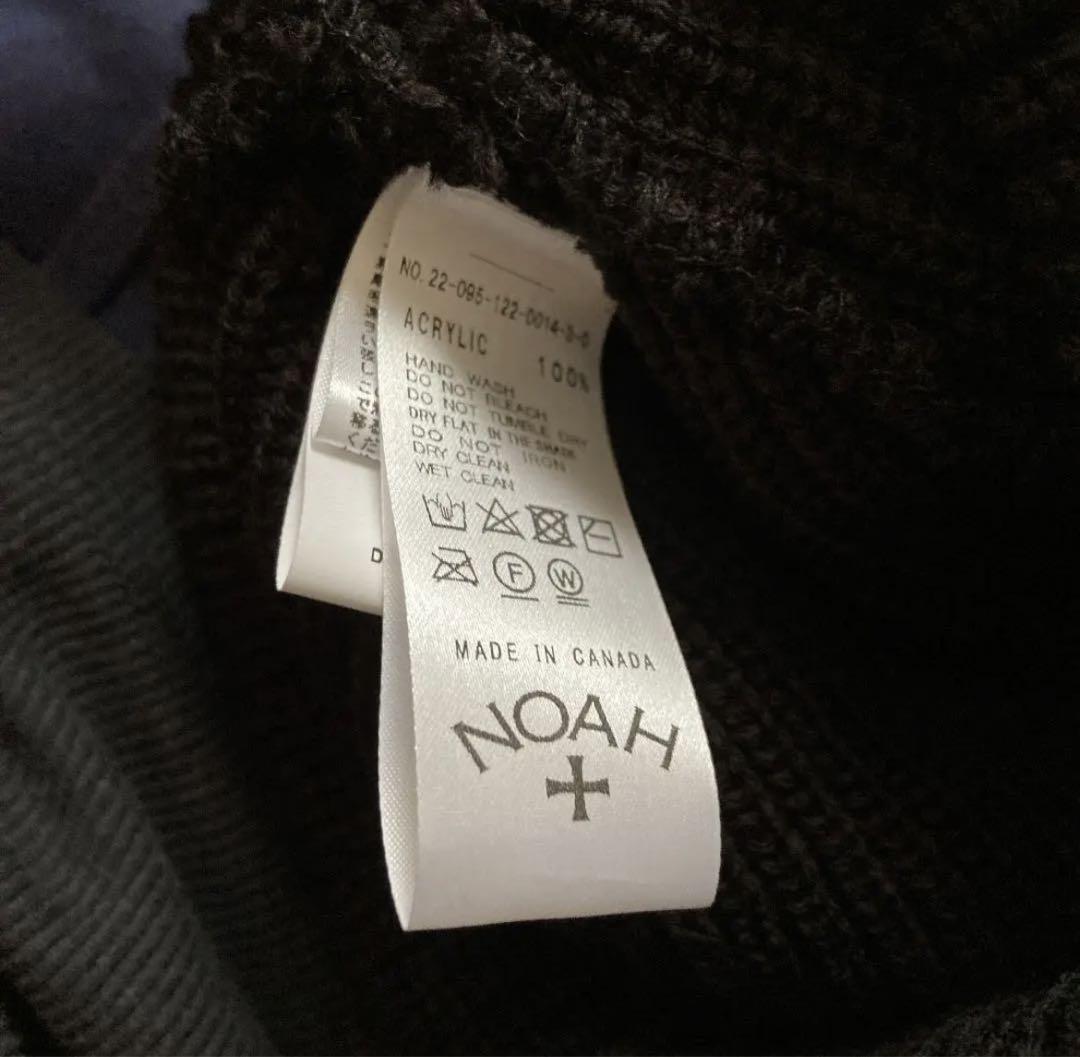 NO. 22-095-122-0014-3-0
ACRYLIC 100%
HAND WASH
DO NOT BLEACH
DO NOT TUMBLE DRY
DRY FLAT IN THE SHADE
DO NOT IRON
DRY CLEAN
WET CLEAN
F W
MADE IN CANADA
NOAH
D